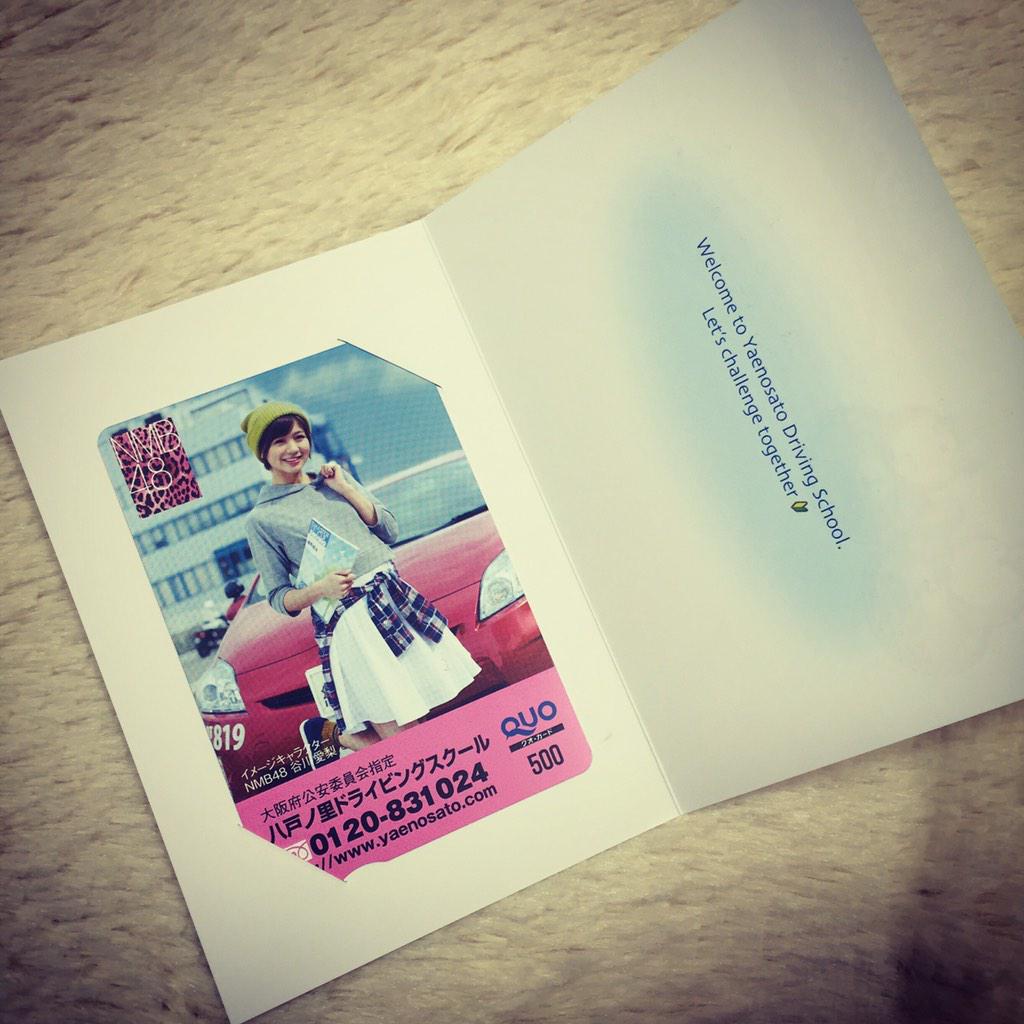 NMB
48
819
イメージキャラクター
NMB48 谷川愛梨
QUO
クオ・カード
500
大阪府公安委員会指定
八戸ノ里ドライビングスクール
0120-831024
//www.yaenosato.com
Welcome to Yaenosato Driving School.
Let's challenge together